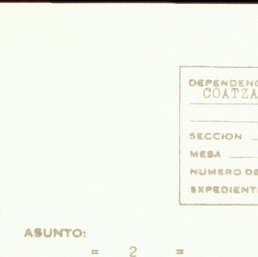 DEPENDENC
COATZA
SECCION
MESA
NUMERO DE
EXPEDIENT
ASUNTO:
= 2 =